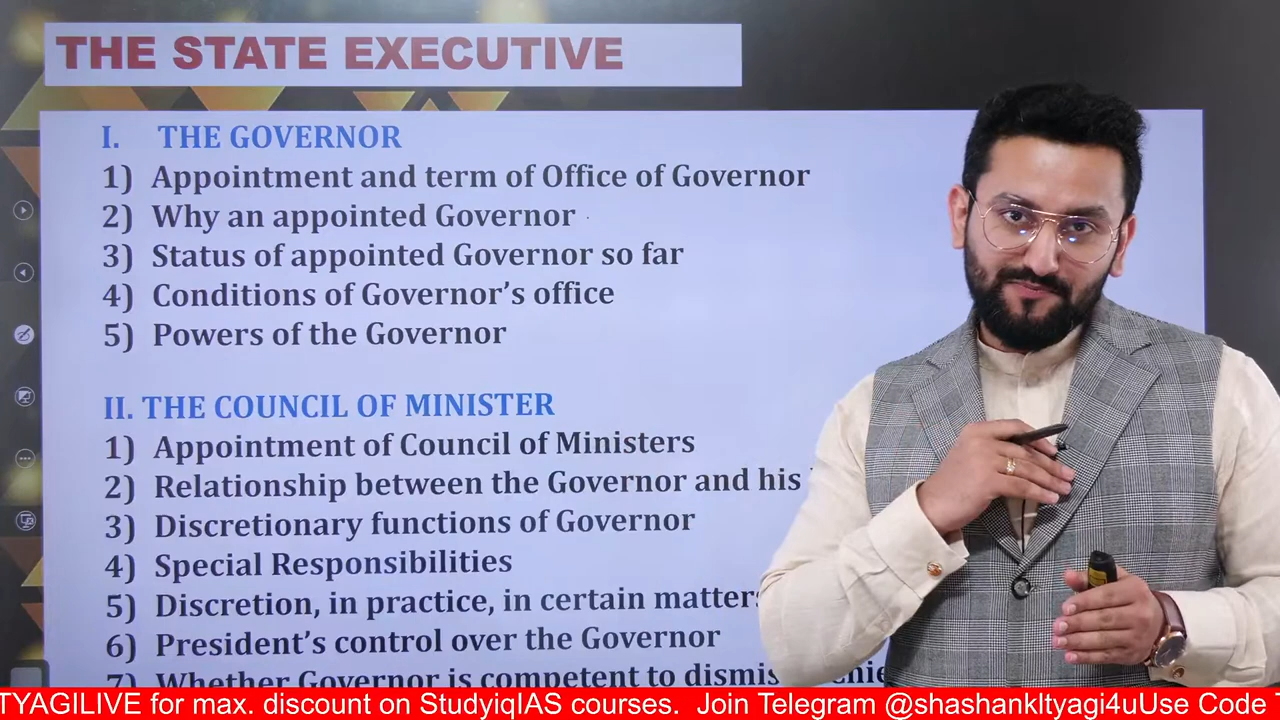 THE STATE EXECUTIVE
I. THE GOVERNOR
1) Appointment and term of Office of Governor
2) Why an appointed Governor
3) Status of appointed Governor so far
4) Conditions of Governor’s office
5) Powers of the Governor
II. THE COUNCIL OF MINISTER
1) Appointment of Council of Ministers
2) Relationship between the Governor and his
3) Discretionary functions of Governor
4) Special Responsibilities
5) Discretion, in practice, in certain matters
6) President’s control over the Governor
7) Whether Governor is competent to dismiss
TYAGILIVE for max. discount on StudyiqIAS courses. Join Telegram @shashankltyagi4uUse Code